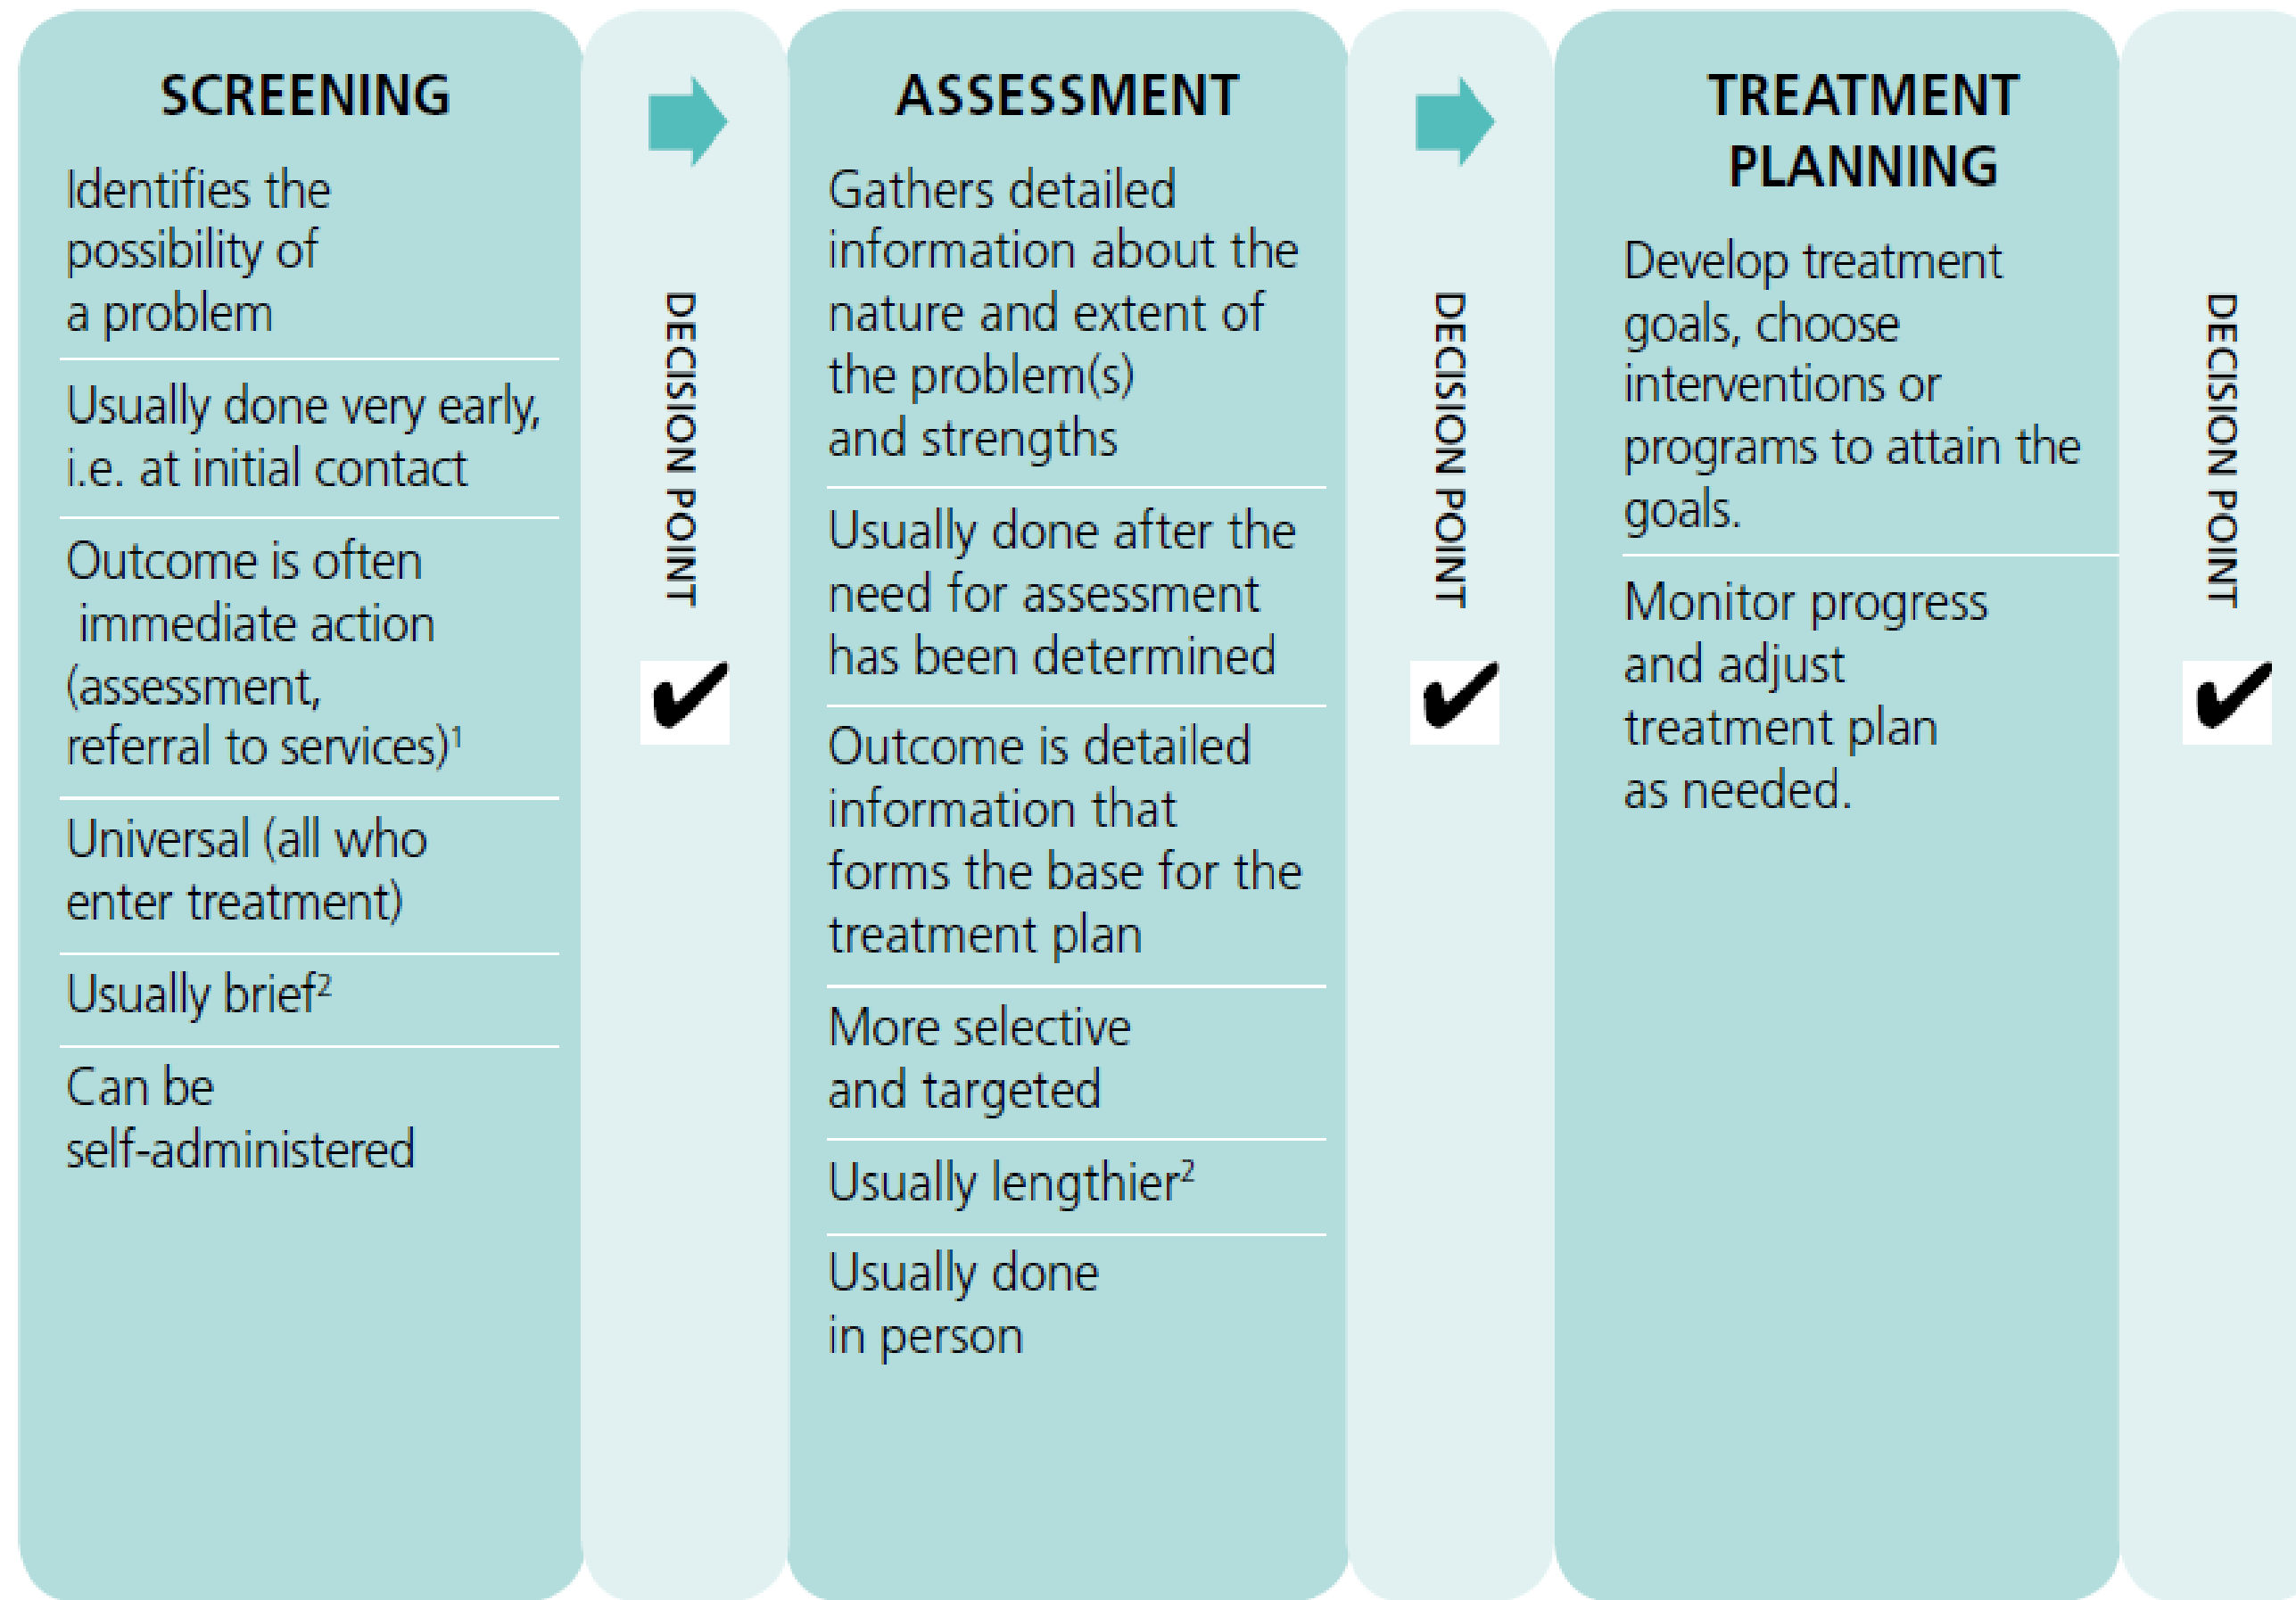 SCREENING
Identifies the
possibility of
a problem
Usually done very early,
i.e. at initial contact
Outcome is often
immediate action
(assessment,
referral to services)¹
Universal (all who
enter treatment)
Usually brief²
Can be
self-administered
DECISION POINT
ASSESSMENT
Gathers detailed
information about the
nature and extent of
the problem(s)
and strengths
Usually done after the
need for assessment
has been determined
Outcome is detailed
information that
forms the base for the
treatment plan
More selective
and targeted
Usually lengthier²
Usually done
in person
DECISION POINT
TREATMENT
PLANNING
Develop treatment
goals, choose
interventions or
programs to attain the
goals.
Monitor progress
and adjust
treatment plan
as needed.
DECISION POINT